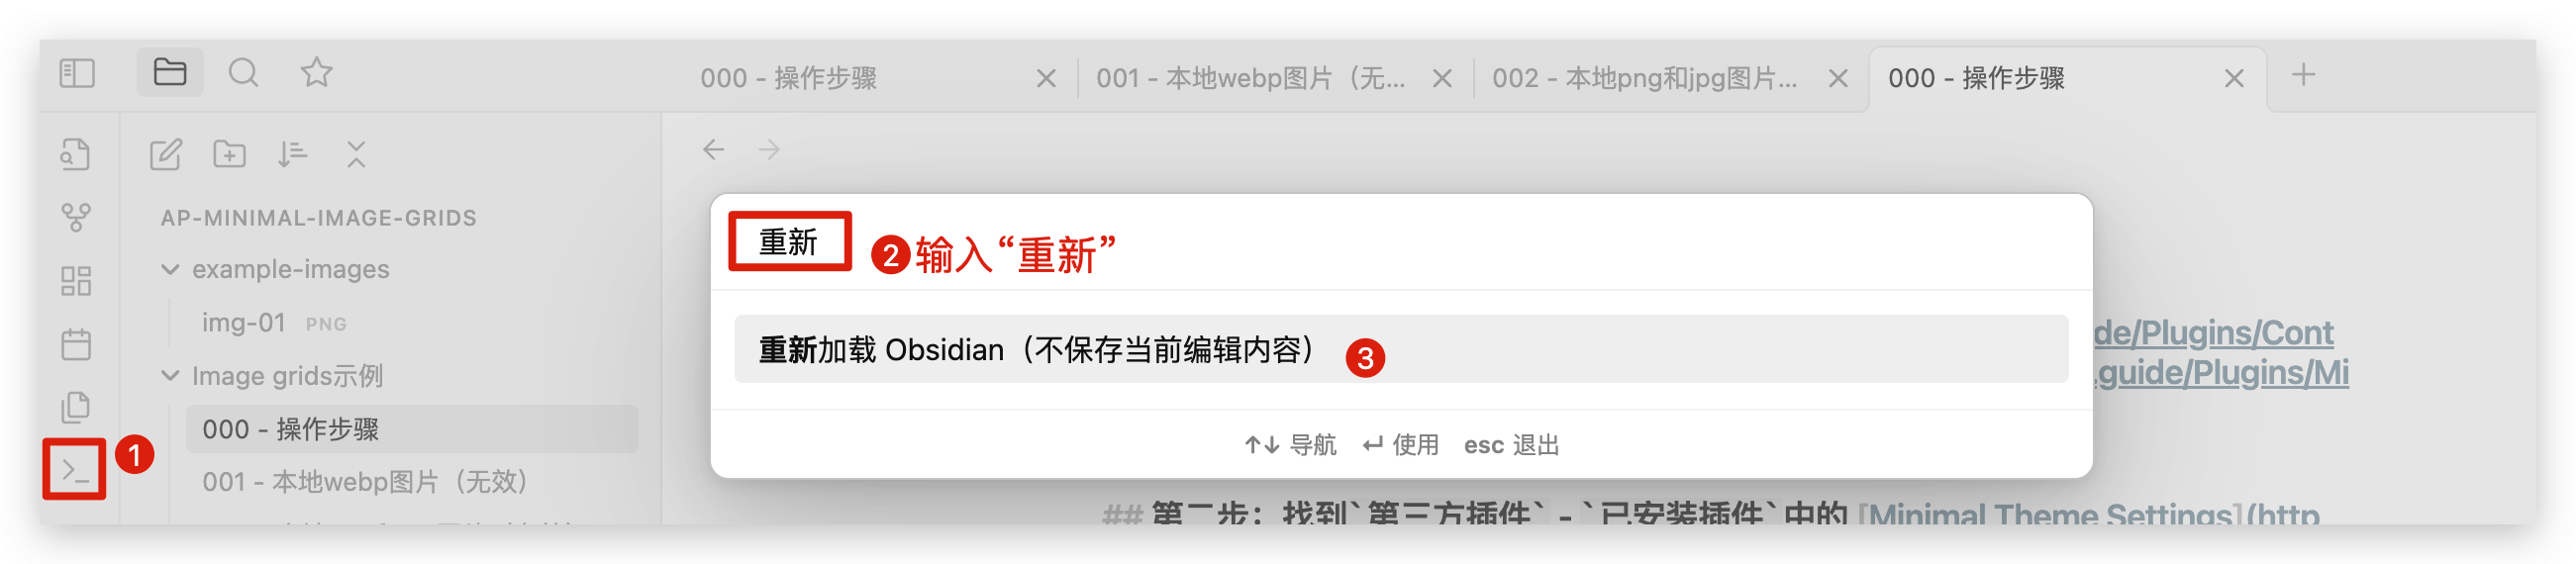 000 - 操作步骤
001 - 本地webp图片（无...
002 - 本地png和jpg图片...
000 - 操作步骤
AP-MINIMAL-IMAGE-GRIDS
example-images
img-01 PNG
Image grids示例
000 - 操作步骤
001 - 本地webp图片（无效）
1
重新
2 输入“重新”
重新加载 Obsidian（不保存当前编辑内容）
3
↑↓ 导航 ↵ 使用 esc 退出
de/Plugins/Cont
.guide/Plugins/Mi
## 第二步：找到`第三方插件` - `已安装插件`中的 [Minimal Theme Settings](http